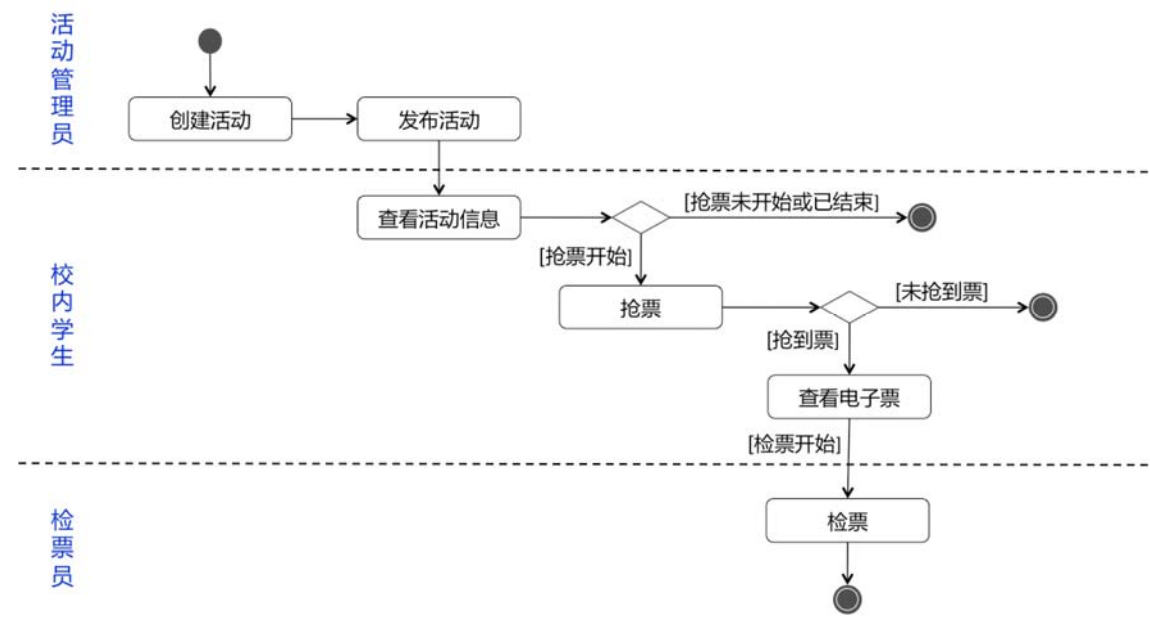 活动管理员
创建活动
发布活动
查看活动信息
[抢票未开始或已结束]
[抢票开始]
校内学生
抢票
[未抢到票]
[抢到票]
查看电子票
[检票开始]
检票员
检票